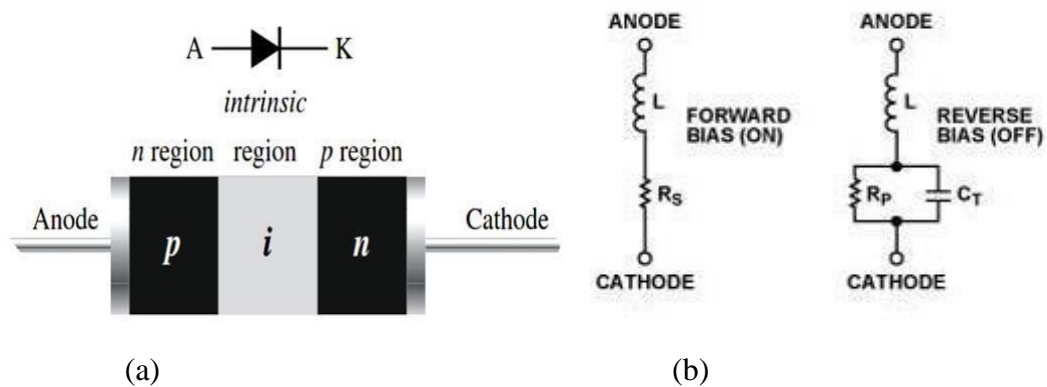 A K
intrinsic
n region region p region
Anode Cathode
p i n
(a)
ANODE
L
FORWARD
BIAS (ON)
RS
CATHODE
ANODE
L
REVERSE
BIAS (OFF)
RP CT
CATHODE
(b)